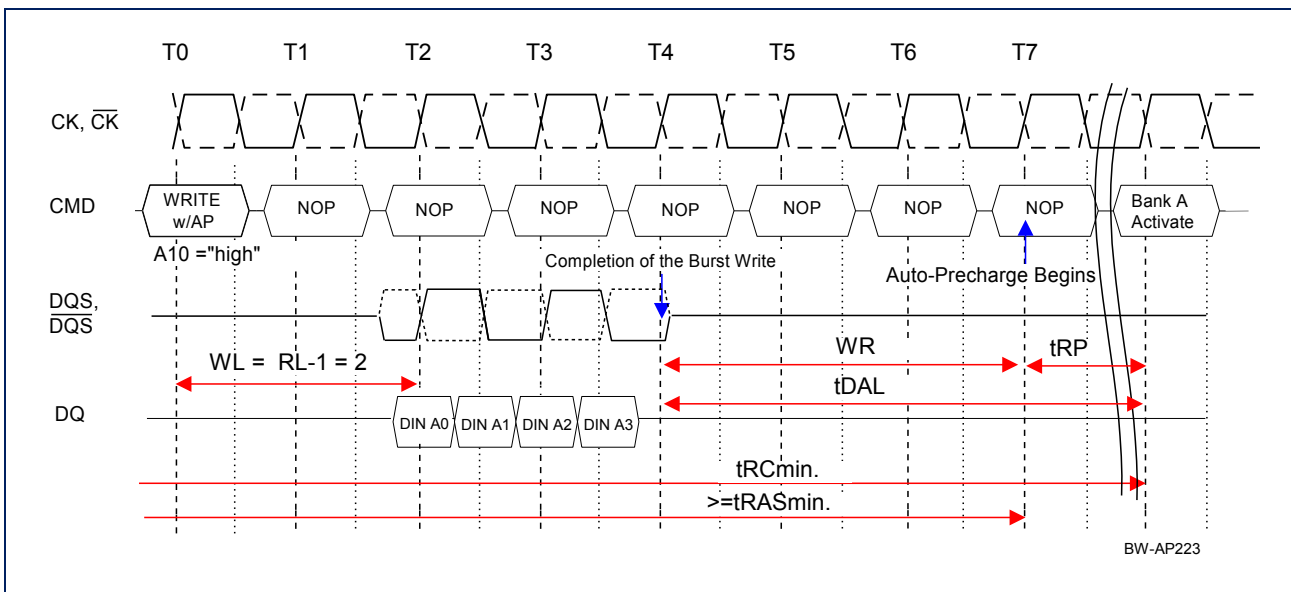 T0 T1 T2 T3 T4 T5 T6 T7
CK, CK
CMD
WRITE
w/AP
NOP NOP NOP NOP NOP NOP NOP
Bank A
Activate
A10 ="high"
Completion of the Burst Write
Auto-Precharge Begins
DQS,
DQS
WL = RL-1 = 2
WR
tRP
tDAL
DQ
DIN A0 DIN A1 DIN A2 DIN A3
tRCmin.
>=tRASmin.
BW-AP223